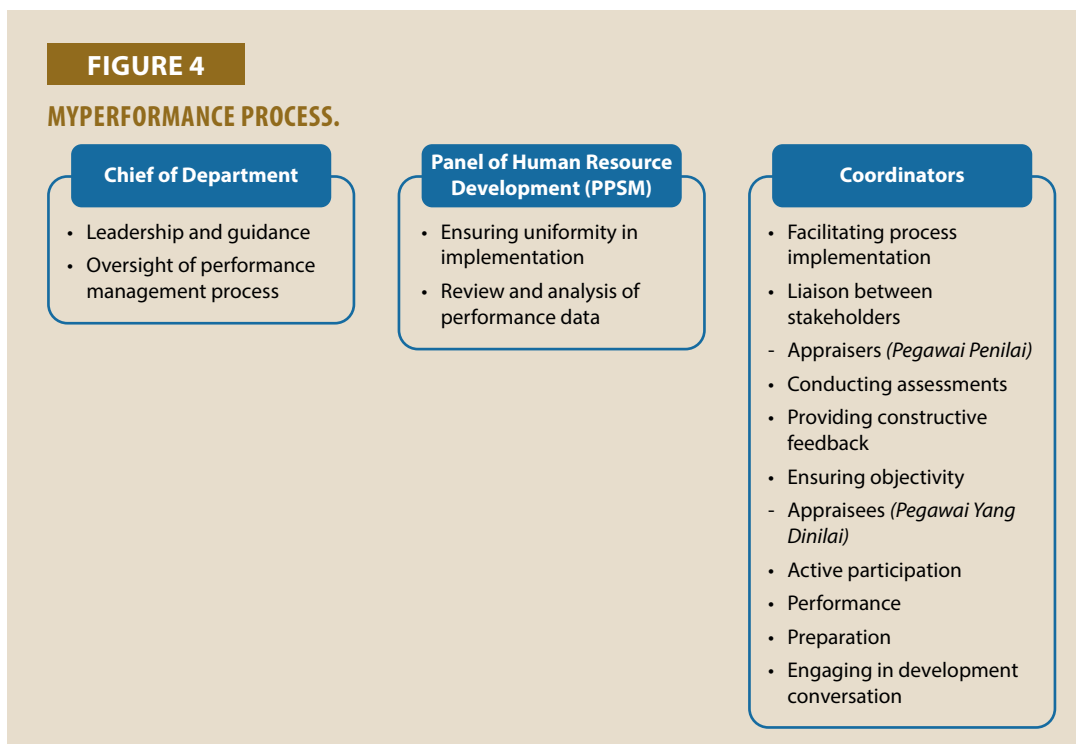 FIGURE 4
MYPERFORMANCE PROCESS.
Chief of Department
• Leadership and guidance
• Oversight of performance
management process
Panel of Human Resource
Development (PPSM)
• Ensuring uniformity in
implementation
• Review and analysis of
performance data
Coordinators
• Facilitating process
implementation
• Liaison between
stakeholders
- Appraisers (Pegawai Penilai)
• Conducting assessments
• Providing constructive
feedback
• Ensuring objectivity
- Appraisees (Pegawai Yang
Dinilai)
• Active participation
• Performance
• Preparation
• Engaging in development
conversation